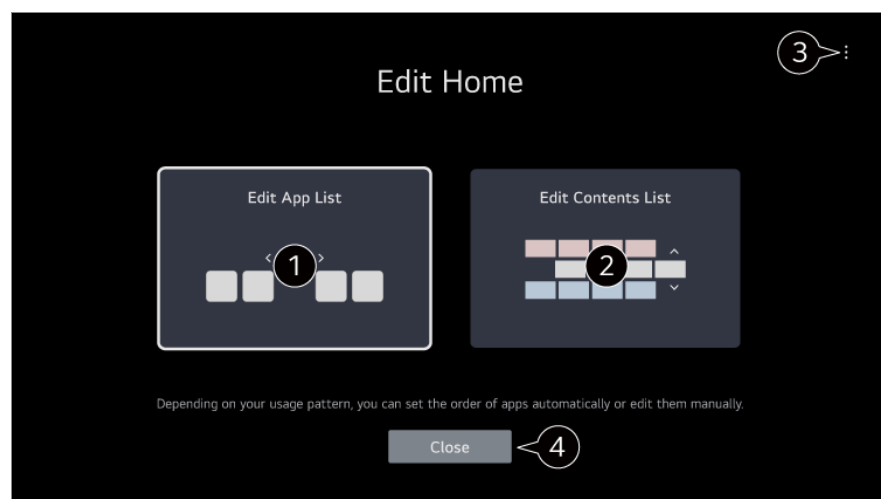 3
Edit Home
Edit App List
Edit Contents List
1
2
Depending on your usage pattern, you can set the order of apps automatically or edit them manually.
Close
4